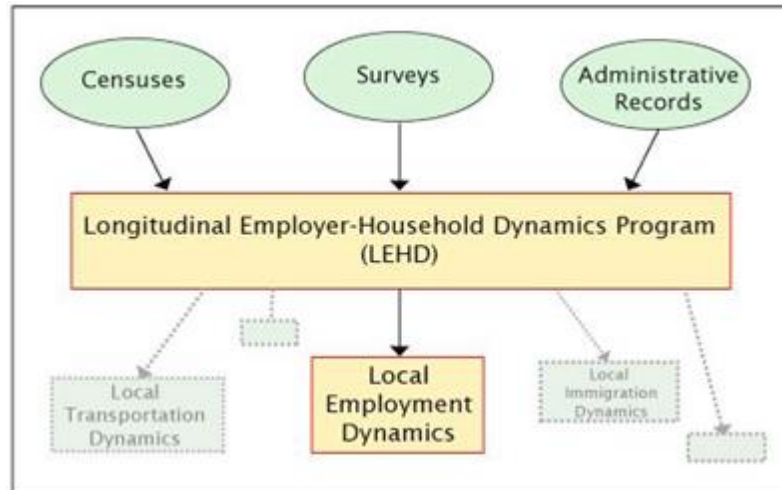 Censuses
Surveys
Administrative
Records
Longitudinal Employer-Household Dynamics Program
(LEHD)
Local
Transportation
Dynamics
Local
Employment
Dynamics
Local
Immigration
Dynamics